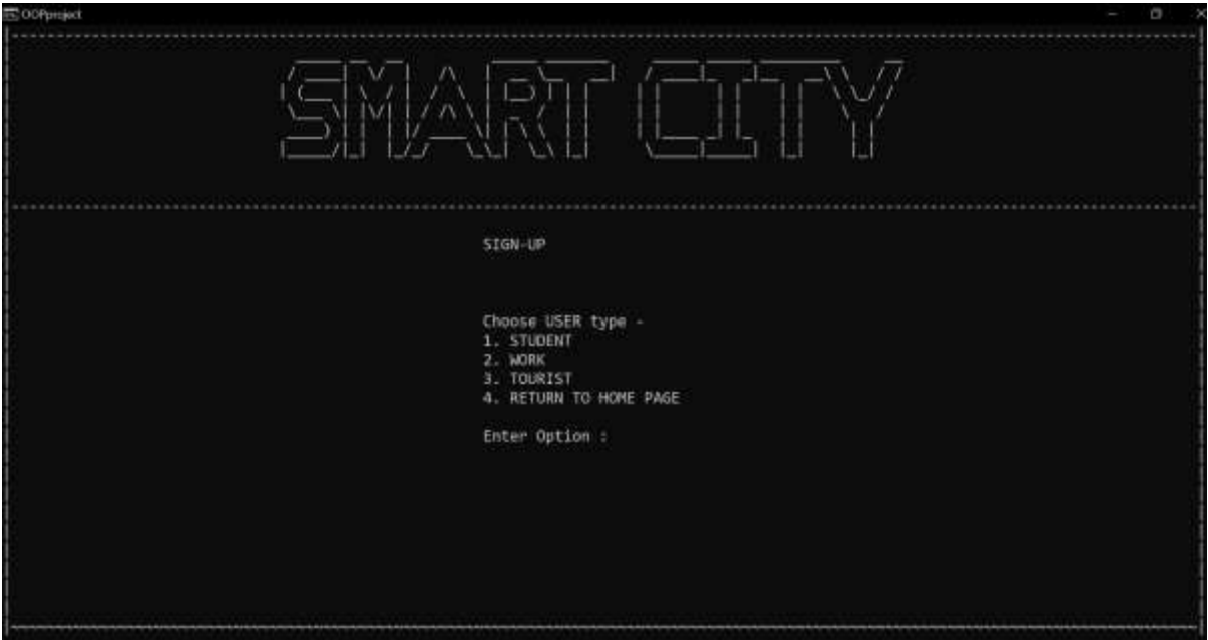 OOPproject
SMART CITY
SIGN-UP
Choose USER type -
1. STUDENT
2. WORK
3. TOURIST
4. RETURN TO HOME PAGE
Enter Option :